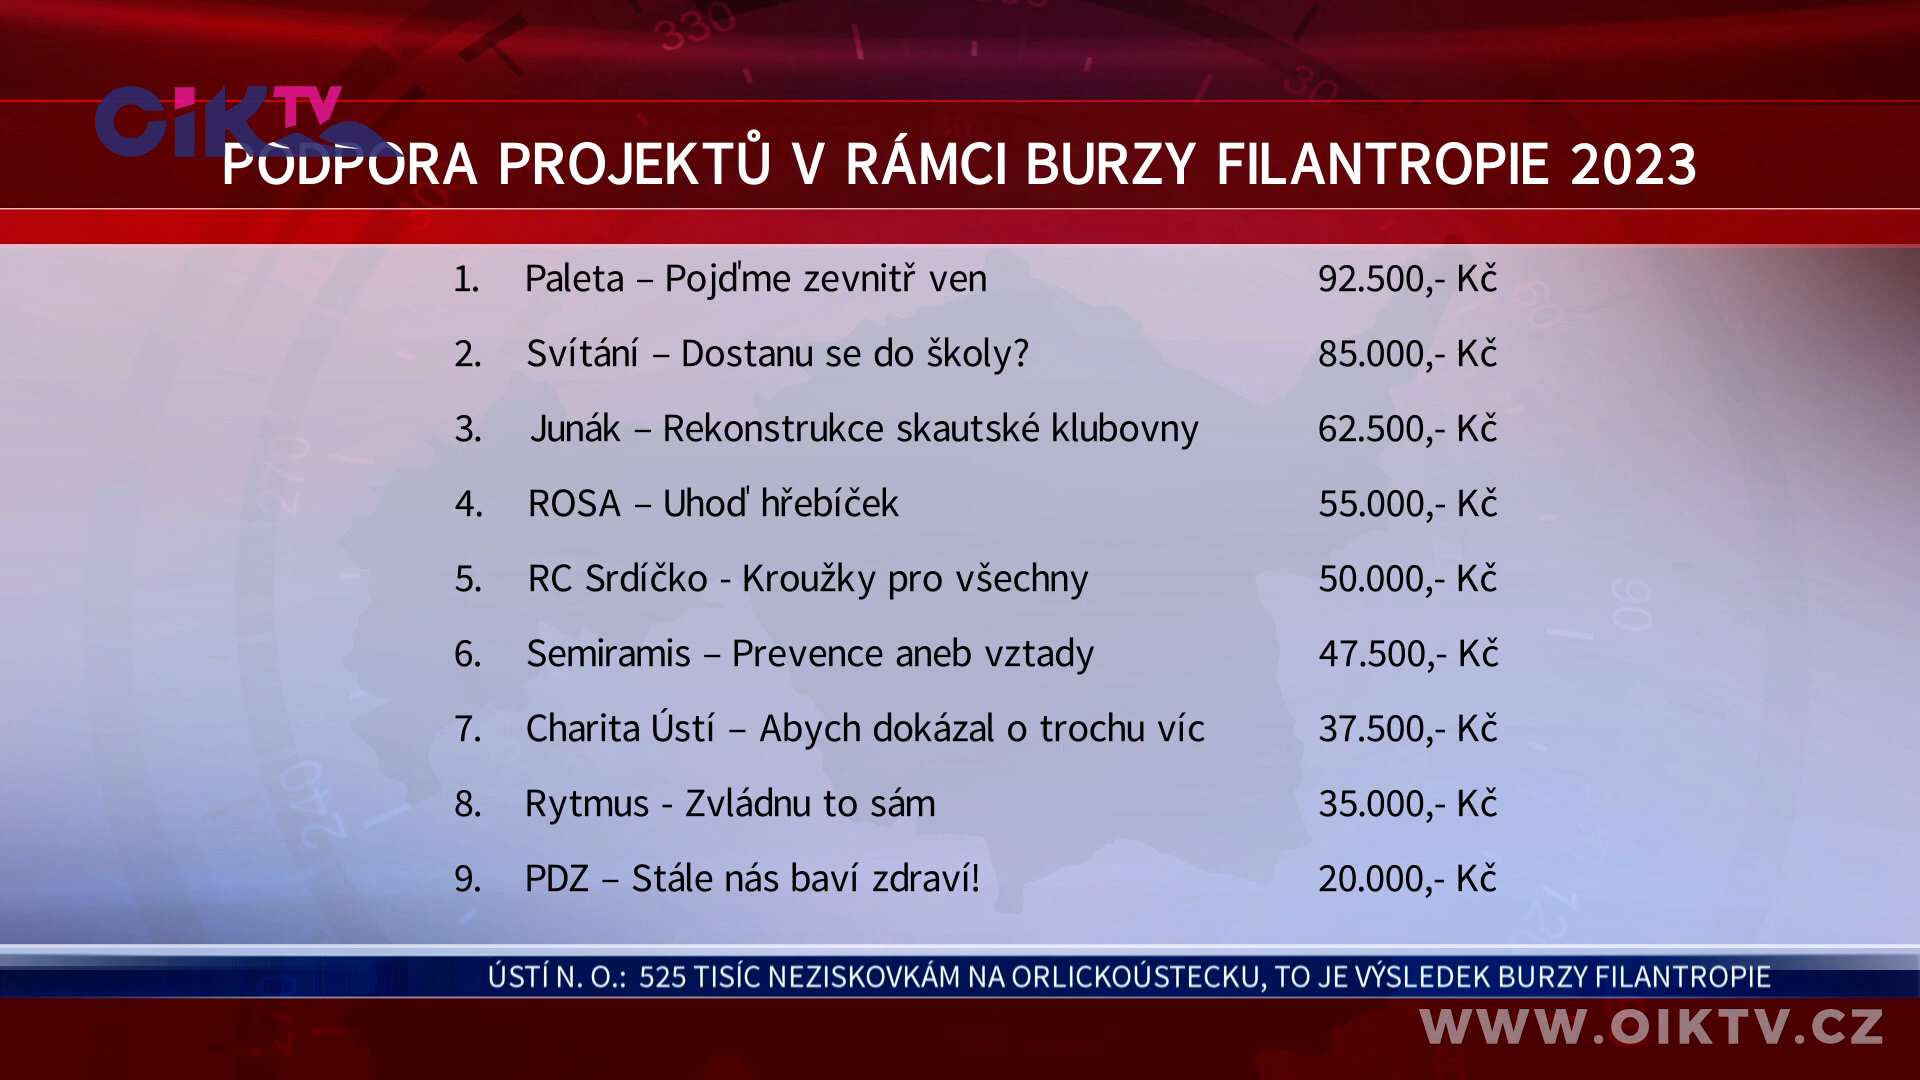 OiK TV
PODPORA PROJEKTŮ V RÁMCI BURZY FILANTROPIE 2023
1. Paleta – Pojďme zevnitř ven 92.500,- Kč
2. Svítání – Dostanu se do školy? 85.000,- Kč
3. Junák – Rekonstrukce skautské klubovny 62.500,- Kč
4. ROSA – Uhoď hřebíček 55.000,- Kč
5. RC Srdíčko - Kroužky pro všechny 50.000,- Kč
6. Semiramis – Prevence aneb vztady 47.500,- Kč
7. Charita Ústí – Abych dokázal o trochu víc 37.500,- Kč
8. Rytmus - Zvládnu to sám 35.000,- Kč
9. PDZ – Stále nás baví zdraví! 20.000,- Kč
ÚSTÍ N. O.: 525 TISÍC NEZISKOVKÁM NA ORLICKOÚSTECKU, TO JE VÝSLEDEK BURZY FILANTROPIE
WWW.OIKTV.CZ